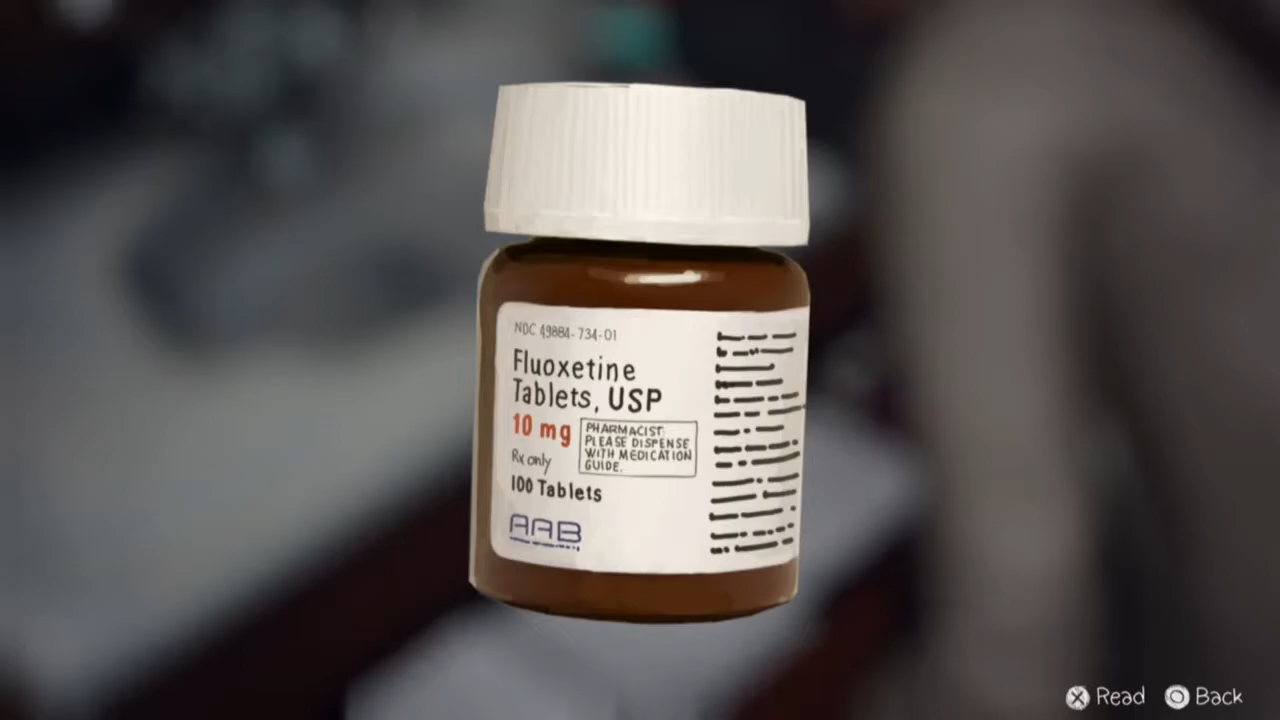 NDC 49884-734-01
Fluoxetine
Tablets, USP
10 mg
PHARMACIST:
PLEASE DISPENSE
WITH MEDICATION
GUIDE.
Rx only
100 Tablets
AAB
Read
Back